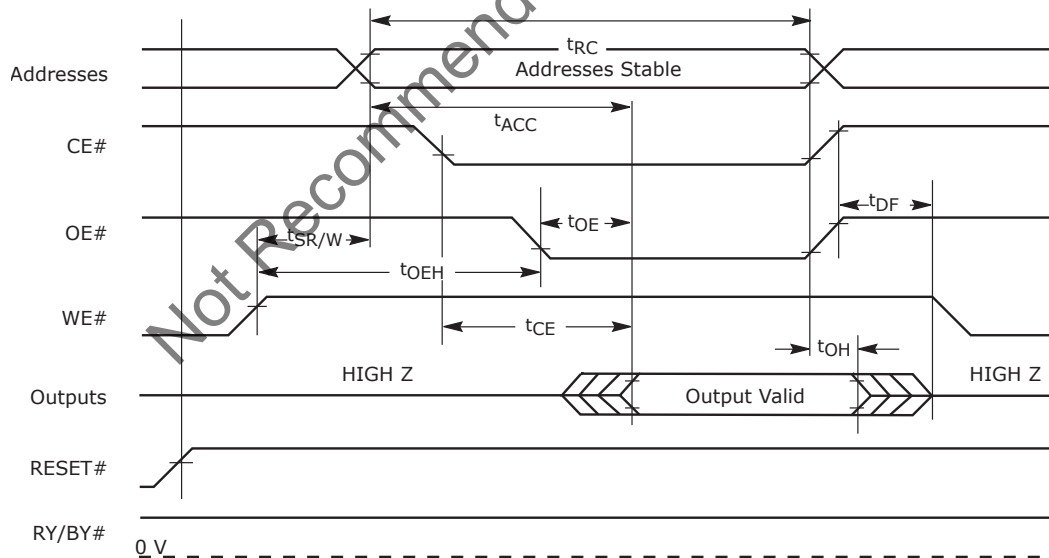 Not Recommend
tRC
Addresses
Addresses Stable
tACC
CE#
tDF
OE#
tOE
tSR/W
tOEH
WE#
tCE
tOH
HIGH Z
HIGH Z
Outputs
Output Valid
RESET#
RY/BY#
0 V